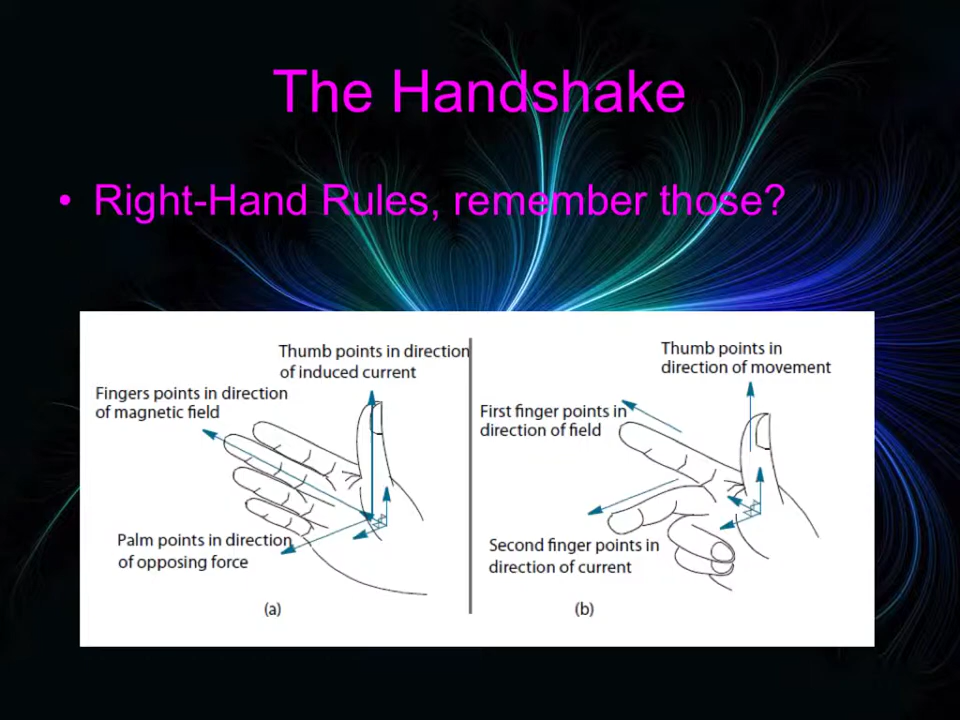 The Handshake
• Right-Hand Rules, remember those?
Thumb points in direction
of induced current
Fingers points in direction
of magnetic field
Palm points in direction
of opposing force
(a)
Thumb points in
direction of movement
First finger points in
direction of field
Second finger points in
direction of current
(b)